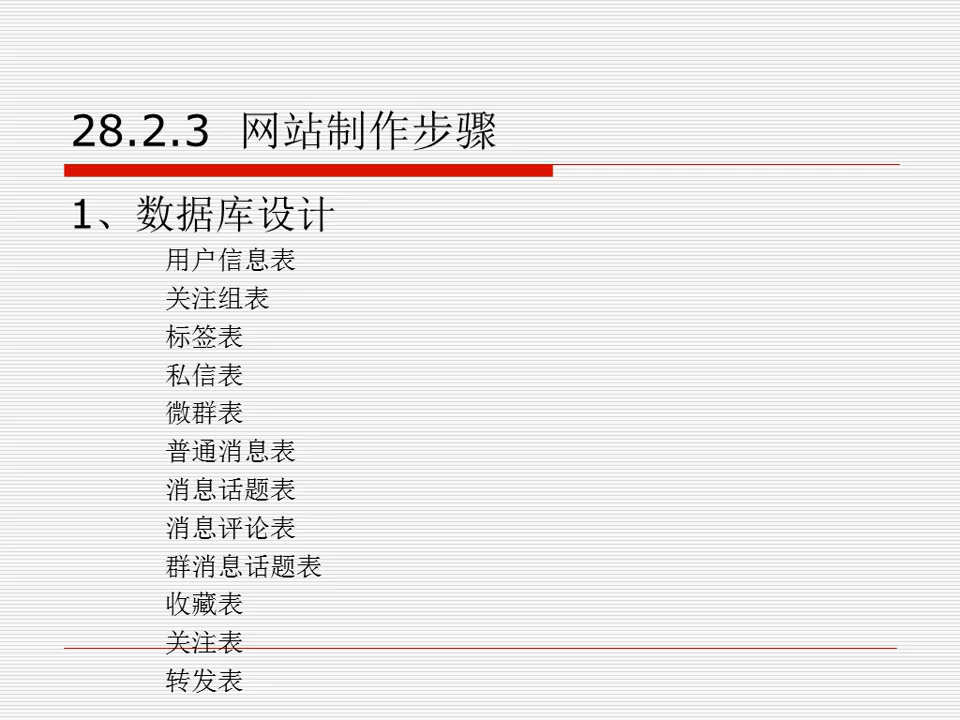 28.2.3 网站制作步骤
1、数据库设计
用户信息表
关注组表
标签表
私信表
微群表
普通消息表
消息话题表
消息评论表
群消息话题表
收藏表
关注表
转发表